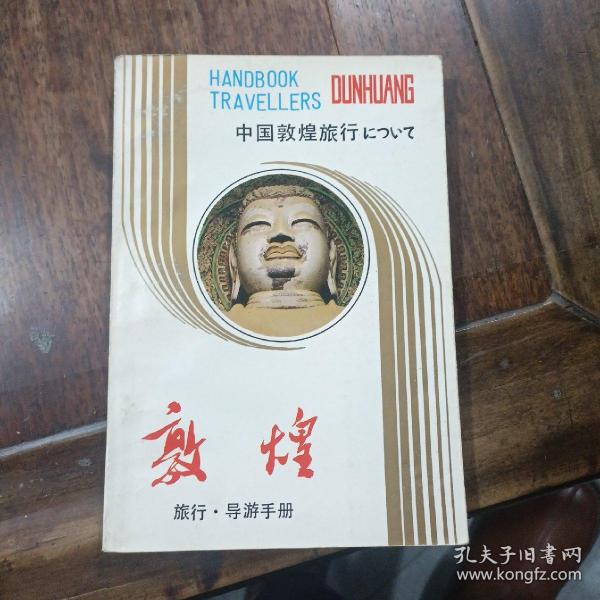 HANDBOOK
TRAVELLERS DUNHUANG
中国敦煌旅行について
敦煌
旅行·导游手册
孔夫子旧書网
www.kongfz.com